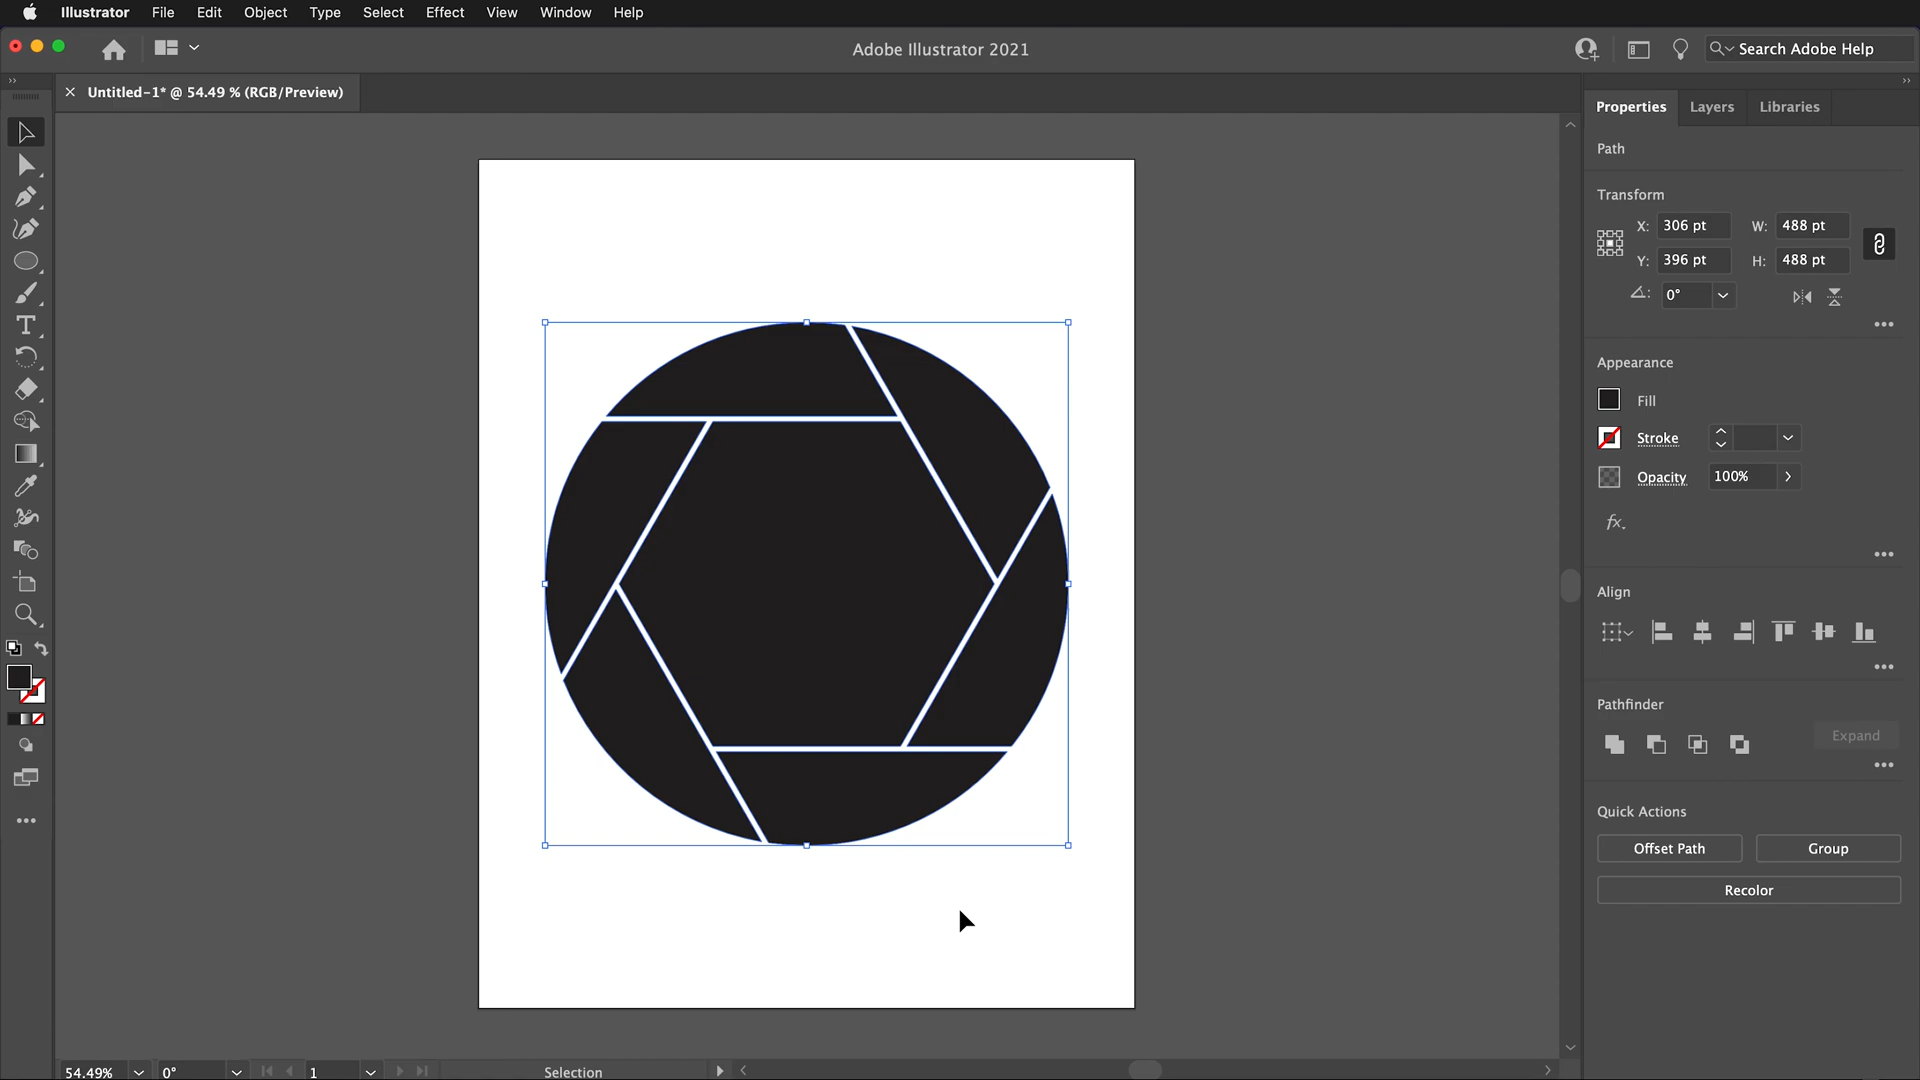 Illustrator File Edit Object Type Select Effect View Window Help
Adobe Illustrator 2021
Search Adobe Help
Untitled-1* @ 54.49 % (RGB/Preview)
Properties Layers Libraries
Path
Transform
X: 306 pt W: 488 pt
Y: 396 pt H: 488 pt
0°
Appearance
Fill
Stroke
Opacity 100%
fx.
Align
Pathfinder
Expand
Quick Actions
Offset Path Group
Recolor
54.49% 0° 1 Selection